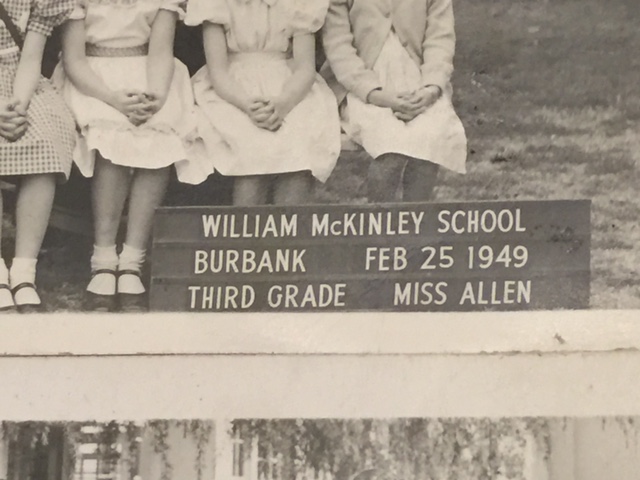 WILLIAM McKINLEY SCHOOL
BURBANK FEB 25 1949
THIRD GRADE MISS ALLEN